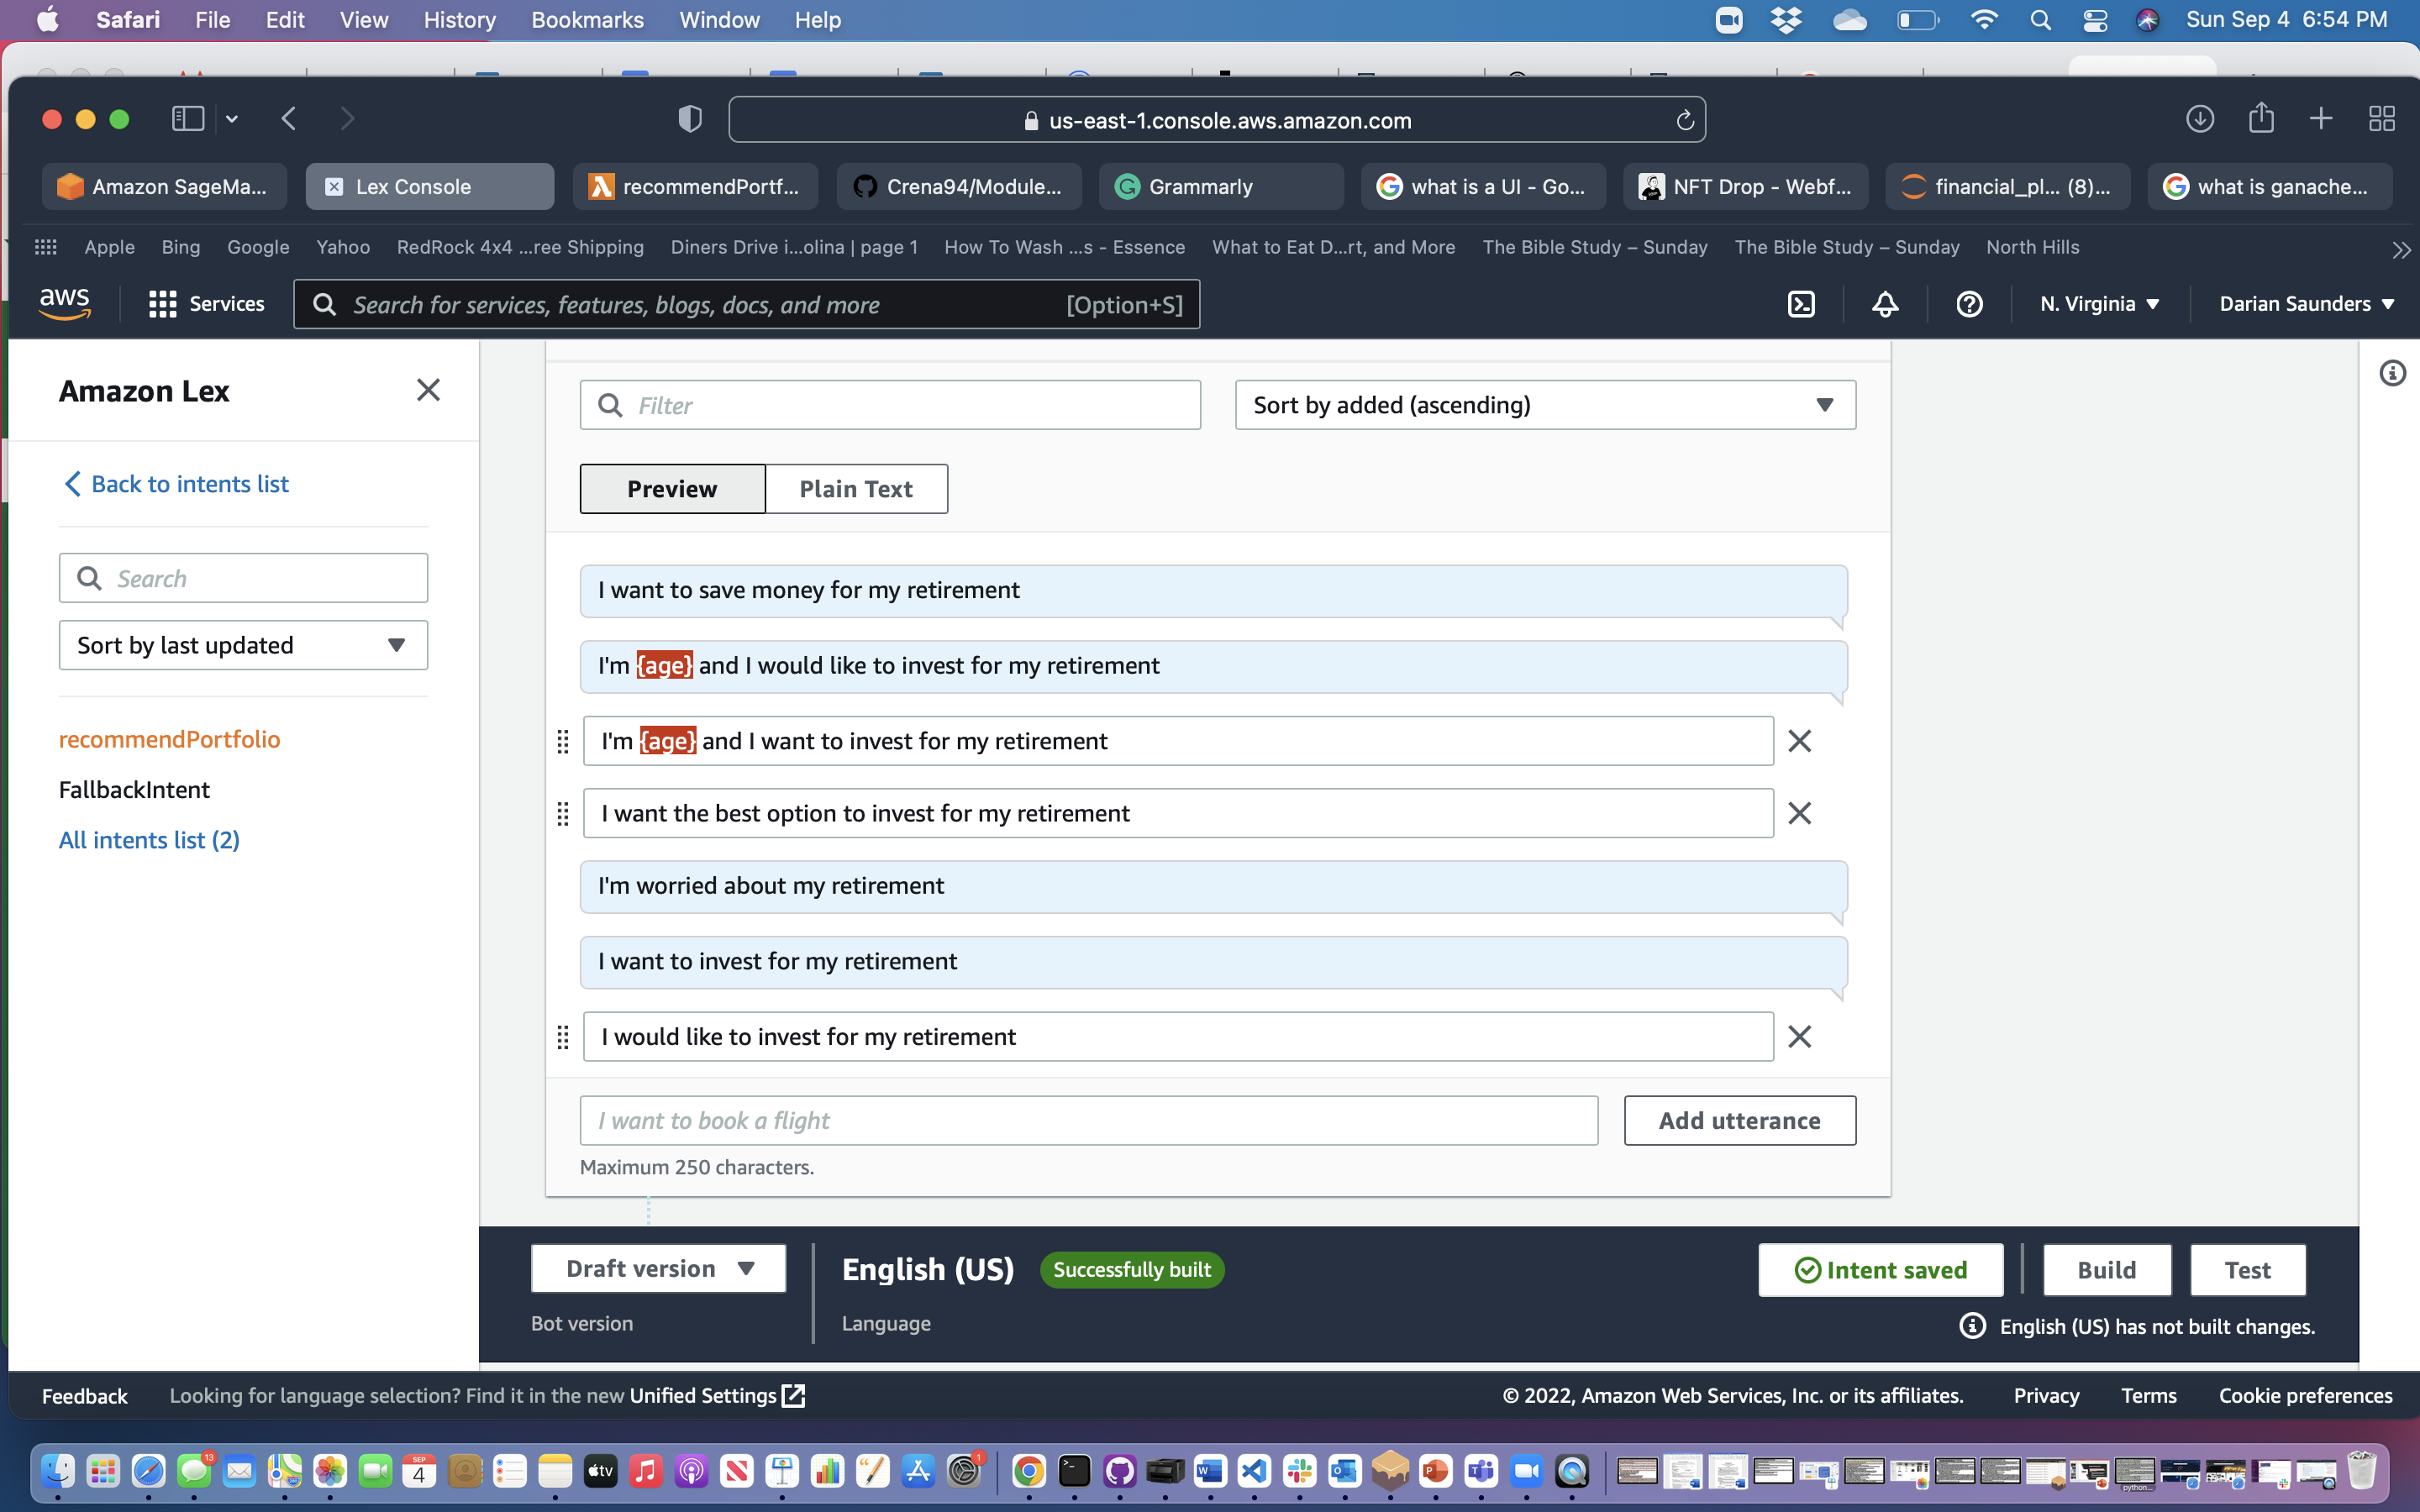 Safari File Edit View History Bookmarks Window Help Sun Sep 4 6:54 PM
us-east-1.console.aws.amazon.com
Amazon SageMa... Lex Console recommendPortf... Crena94/Module... Grammarly what is a UI - Go... NFT Drop - Webf... financial_pl... (8)... what is ganache...
Apple Bing Google Yahoo RedRock 4x4 ...ree Shipping Diners Drive i...olina | page 1 How To Wash ...s - Essence What to Eat D...rt, and More The Bible Study – Sunday The Bible Study – Sunday North Hills
aws Services Search for services, features, blogs, docs, and more [Option+S] N. Virginia Darian Saunders
Amazon Lex
Back to intents list
Search
Sort by last updated
recommendPortfolio
FallbackIntent
All intents list (2)
Filter Sort by added (ascending)
Preview Plain Text
I want to save money for my retirement
I'm {age} and I would like to invest for my retirement
I'm {age} and I want to invest for my retirement
I want the best option to invest for my retirement
I'm worried about my retirement
I want to invest for my retirement
I would like to invest for my retirement
I want to book a flight Add utterance
Maximum 250 characters.
Draft version English (US) Successfully built Intent saved Build Test
Bot version Language English (US) has not built changes.
Feedback Looking for language selection? Find it in the new Unified Settings © 2022, Amazon Web Services, Inc. or its affiliates. Privacy Terms Cookie preferences
13
SEP
4
tv
1
python...